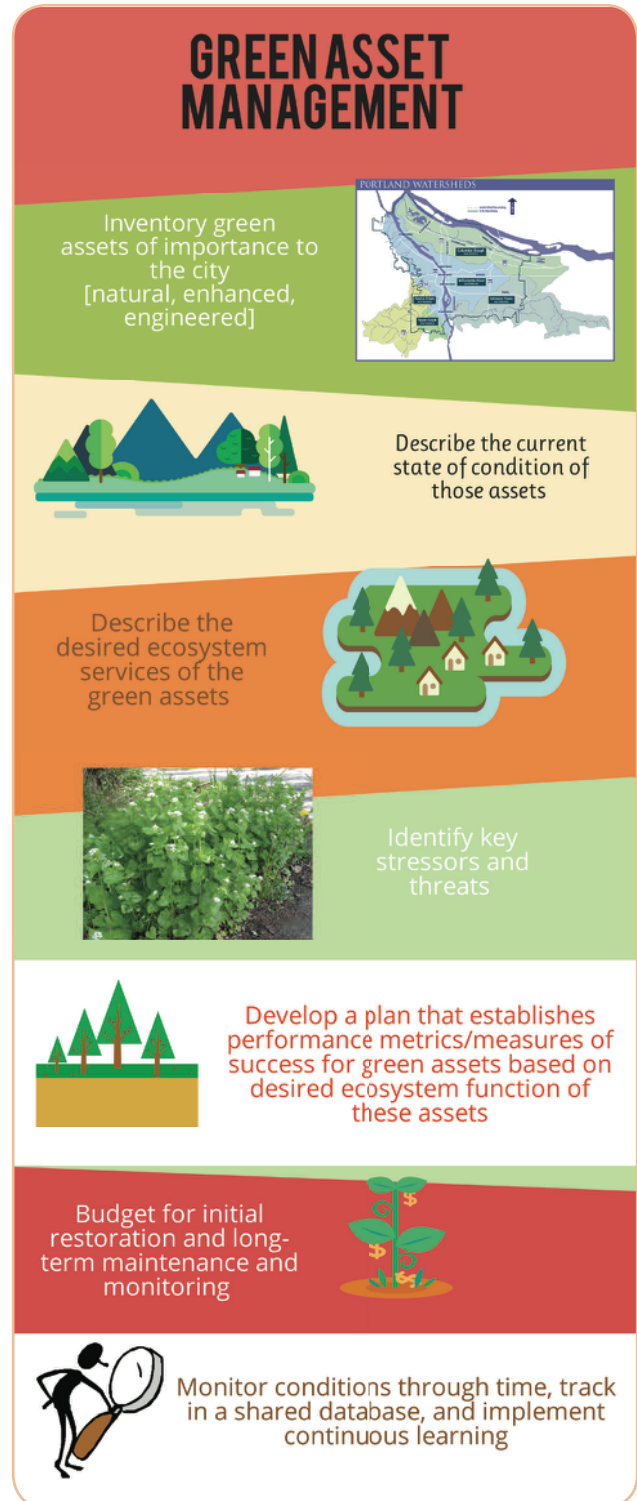 GREEN ASSET
MANAGEMENT
Inventory green
assets of importance to
the city
[natural, enhanced,
engineered]
PORTLAND WATERSHEDS
Describe the current
state of condition of
those assets
Describe the
desired ecosystem
services of the
green assets
Identify key
stressors and
threats
Develop a plan that establishes
performance metrics/measures of
success for green assets based on
desired ecosystem function of
these assets
Budget for initial
restoration and long-
term maintenance and
monitoring
$
$
$
Monitor conditions through time, track
in a shared database, and implement
continuous learning